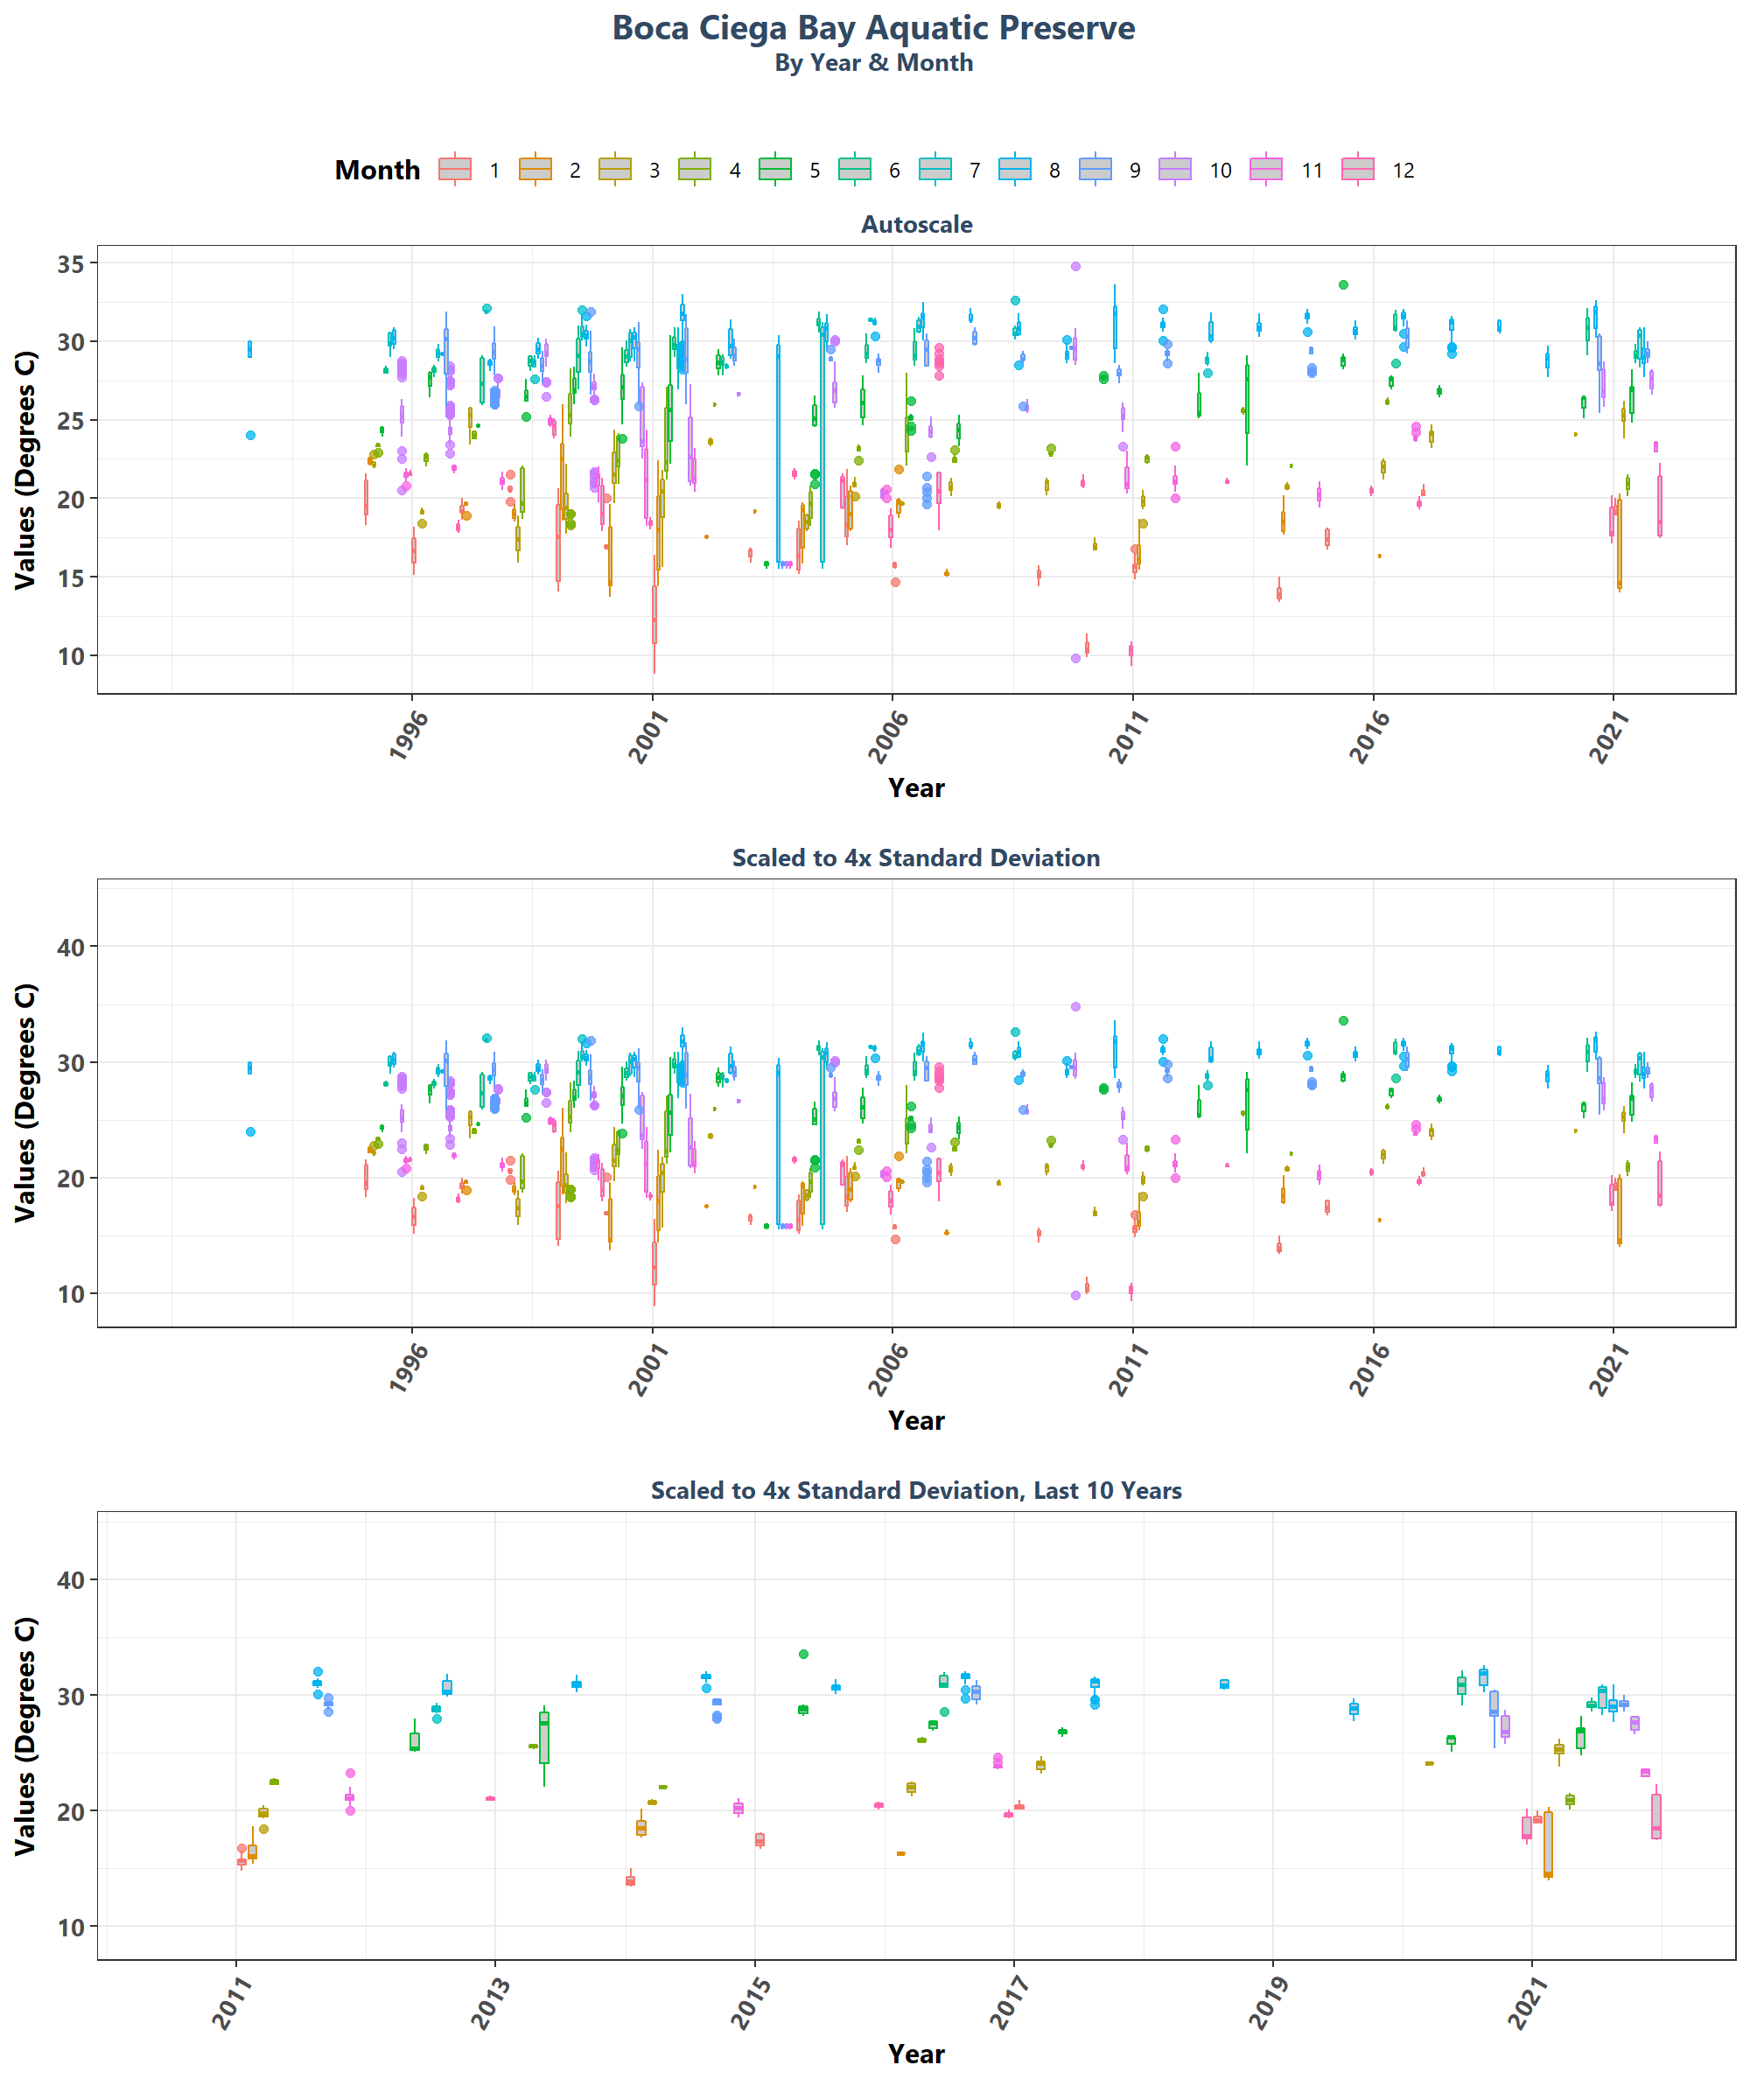 Boca Ciega Bay Aquatic Preserve
By Year & Month
Month 1 2 3 4 5 6 7 8 9 10 11 12
Autoscale
Values (Degrees C)
35
30
25
20
15
10
1996 2001 2006 2011 2016 2021
Year
Scaled to 4x Standard Deviation
Values (Degrees C)
40
30
20
10
1996 2001 2006 2011 2016 2021
Year
Scaled to 4x Standard Deviation, Last 10 Years
Values (Degrees C)
40
30
20
10
2011 2013 2015 2017 2019 2021
Year